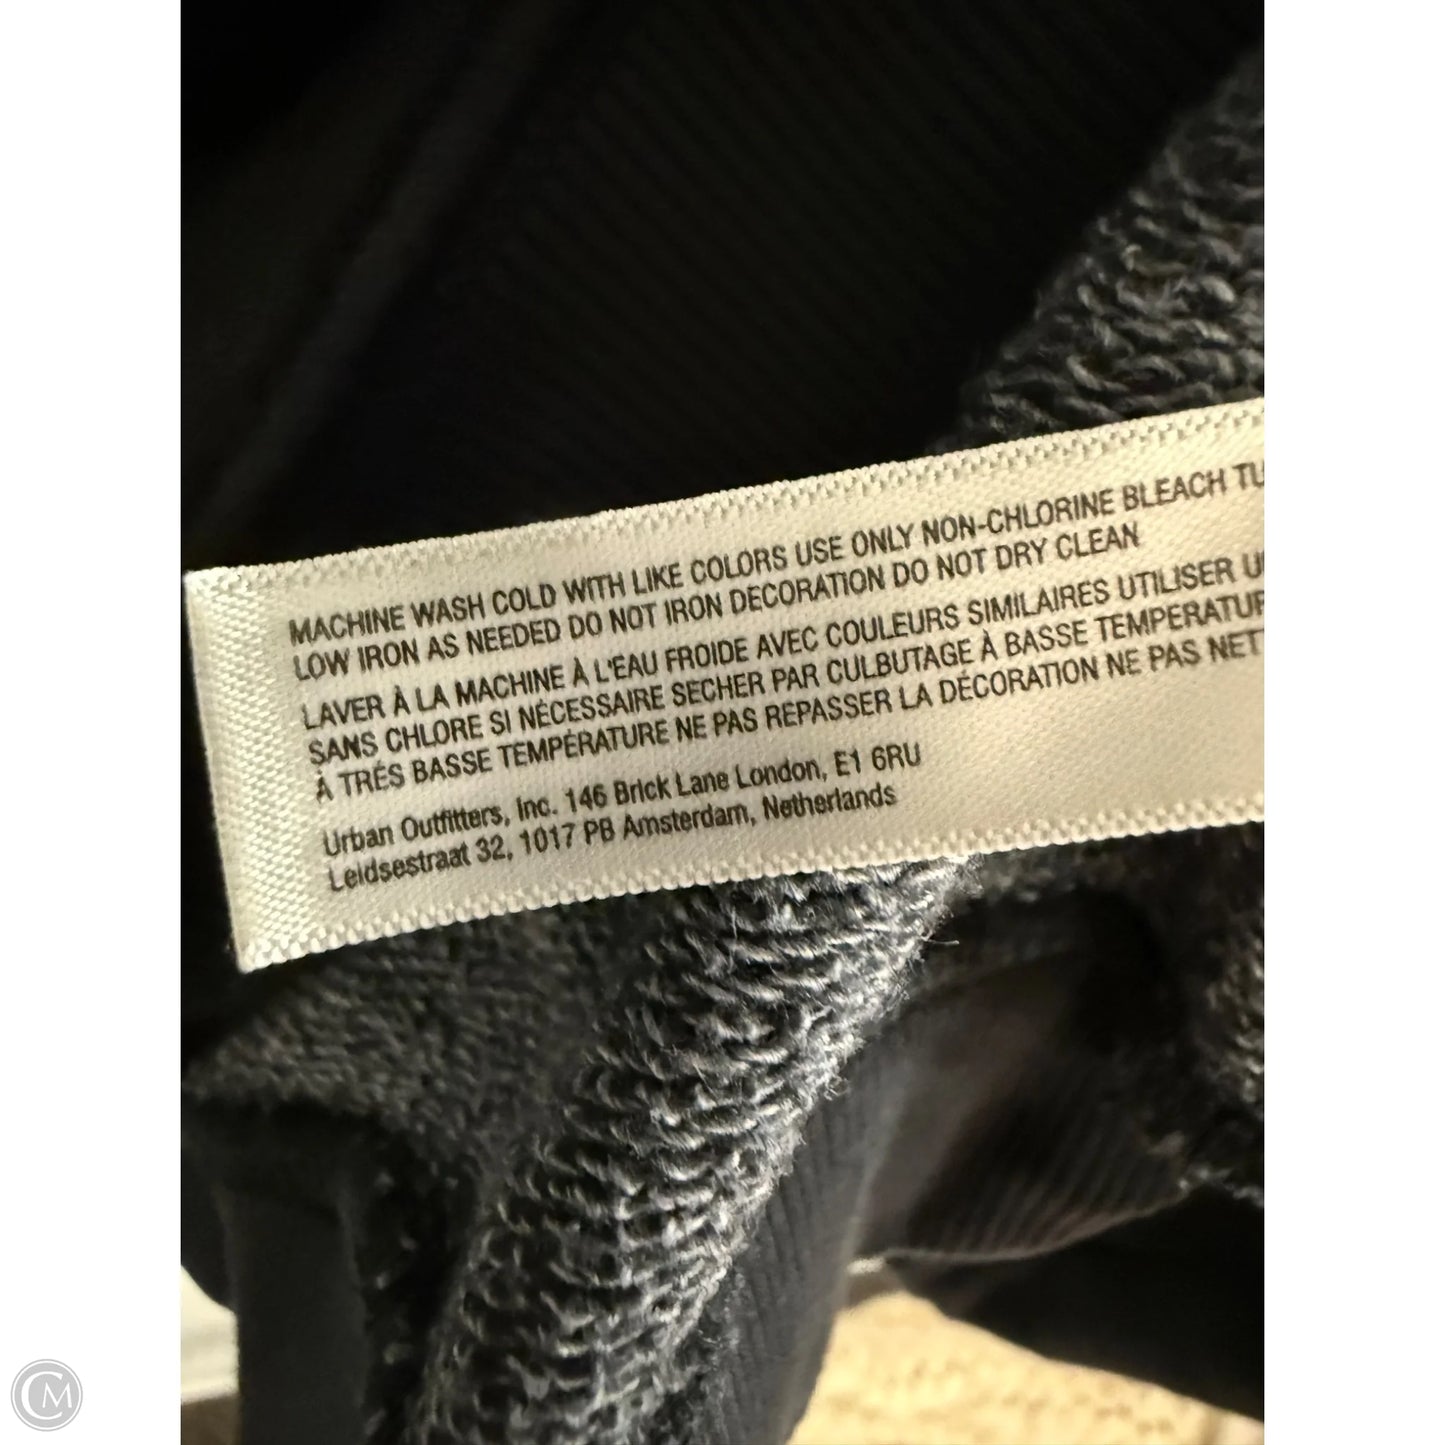 MACHINE WASH COLD WITH LIKE COLORS USE ONLY NON-CHLORINE BLEACH TU
LOW IRON AS NEEDED DO NOT IRON DECORATION DO NOT DRY CLEAN
LAVER À LA MACHINE À L'EAU FROIDE AVEC COULEURS SIMILAIRES UTILISER U
SANS CHLORE SI NÉCESSAIRE SECHER PAR CULBUTAGE À BASSE TEMPERATUR
À TRÉS BASSE TEMPÉRATURE NE PAS REPASSER LA DÉCORATION NE PAS NET
Urban Outfitters, Inc. 146 Brick Lane London, E1 6RU
Leidsestraat 32, 1017 PB Amsterdam, Netherlands
CM